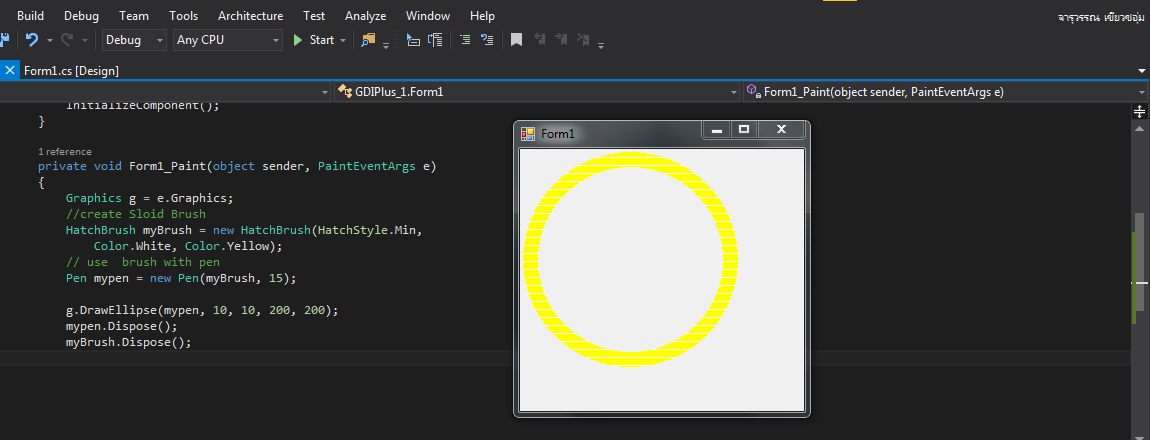 Build Debug Team Tools Architecture Test Analyze Window Help
จารุวรรณ เขียวชอุ่ม
Debug Any CPU Start
Form1.cs [Design]
GDIPlus_1.Form1 Form1_Paint(object sender, PaintEventArgs e)
InitializeComponent();
}
1 reference
private void Form1_Paint(object sender, PaintEventArgs e)
{
Graphics g = e.Graphics;
//create Sloid Brush
HatchBrush myBrush = new HatchBrush(HatchStyle.Min,
Color.White, Color.Yellow);
// use  brush with pen
Pen mypen = new Pen(myBrush, 15);
g.DrawEllipse(mypen, 10, 10, 200, 200);
mypen.Dispose();
myBrush.Dispose();
Form1